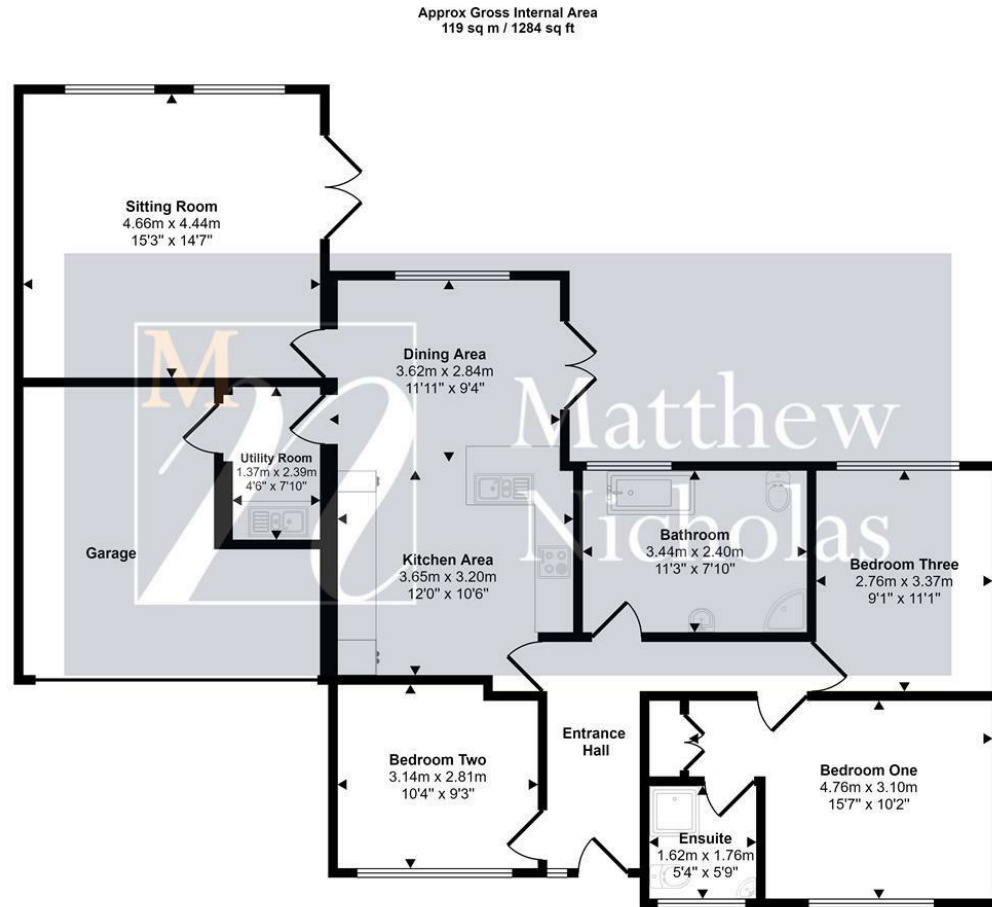 Approx Gross Internal Area
119 sq m / 1284 sq ft
Sitting Room
4.66m x 4.44m
15'3" x 14'7"
Dining Area
3.62m x 2.84m
11'11" x 9'4"
M
m
Matthew
Nicholas
Utility Room
1.37m x 2.39m
4'6" x 7'10"
Garage
Kitchen Area
3.65m x 3.20m
12'0" x 10'6"
Bathroom
3.44m x 2.40m
11'3" x 7'10"
Bedroom Three
2.76m x 3.37m
9'1" x 11'1"
Entrance
Hall
Bedroom Two
3.14m x 2.81m
10'4" x 9'3"
Bedroom One
4.76m x 3.10m
15'7" x 10'2"
Ensuite
1.62m x 1.76m
5'4" x 5'9"